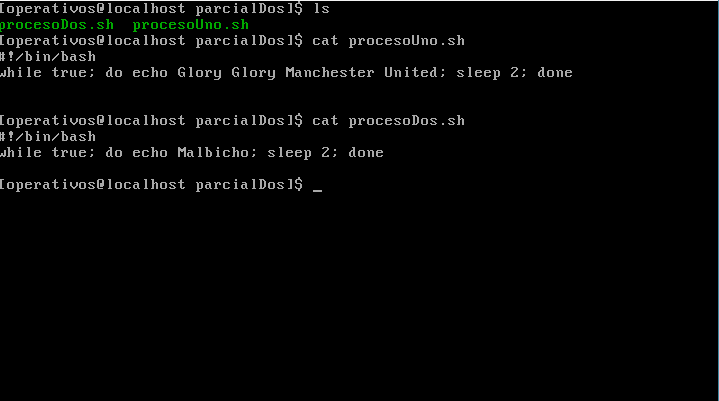 [operativos@localhost parcialDos]$ ls
procesoDos.sh procesoUno.sh
[operativos@localhost parcialDos]$ cat procesoUno.sh
#!/bin/bash
while true; do echo Glory Glory Manchester United; sleep 2; done
[operativos@localhost parcialDos]$ cat procesoDos.sh
#!/bin/bash
while true; do echo Malbicho; sleep 2; done
[operativos@localhost parcialDos]$ _